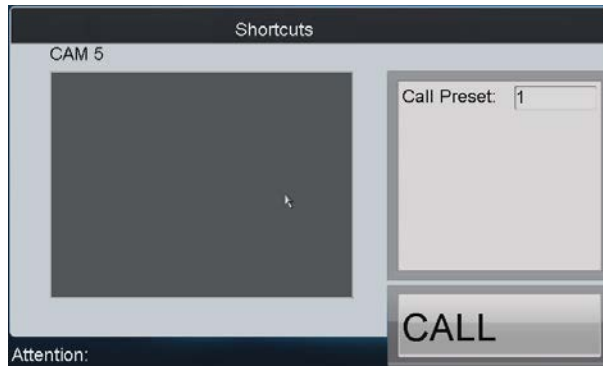 Shortcuts
CAM 5
Call Preset: 1
CALL
Attention: